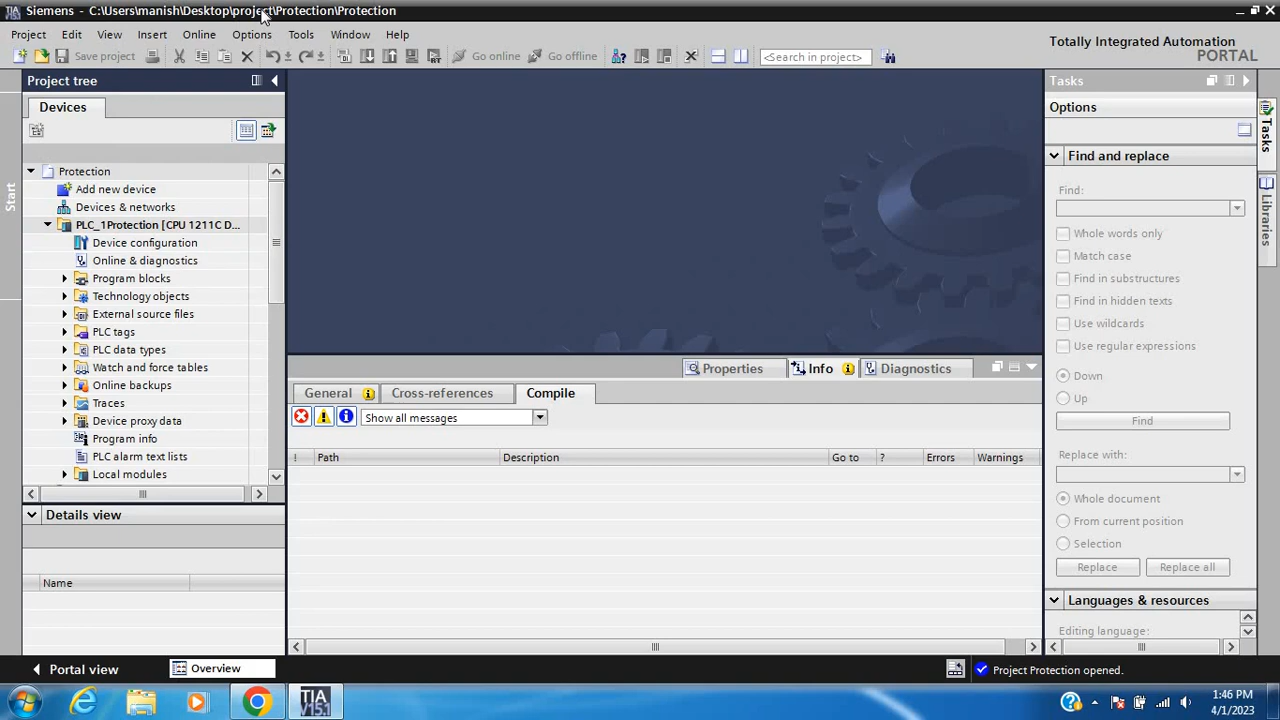 Siemens - C:\Users\manish\Desktop\project\Protection\Protection
Project Edit View Insert Online Options Tools Window Help
Totally Integrated Automation
PORTAL
Save project Go online Go offline <Search in project>
Project tree
Devices
Start
Protection
Add new device
Devices & networks
PLC_1Protection [CPU 1211C D...
Device configuration
Online & diagnostics
Program blocks
Technology objects
External source files
PLC tags
PLC data types
Watch and force tables
Online backups
Traces
Device proxy data
Program info
PLC alarm text lists
Local modules
Details view
Name
Properties Info Diagnostics
General Cross-references Compile
Show all messages
! Path Description Go to ? Errors Warnings
Tasks
Options
Find and replace
Find:
Whole words only
Match case
Find in substructures
Find in hidden texts
Use wildcards
Use regular expressions
Down
Up
Find
Replace with:
Whole document
From current position
Selection
Replace Replace all
Languages & resources
Editing language:
Tasks
Libraries
Portal view Overview Project Protection opened.
TIA
V15.1
1:46 PM
4/1/2023